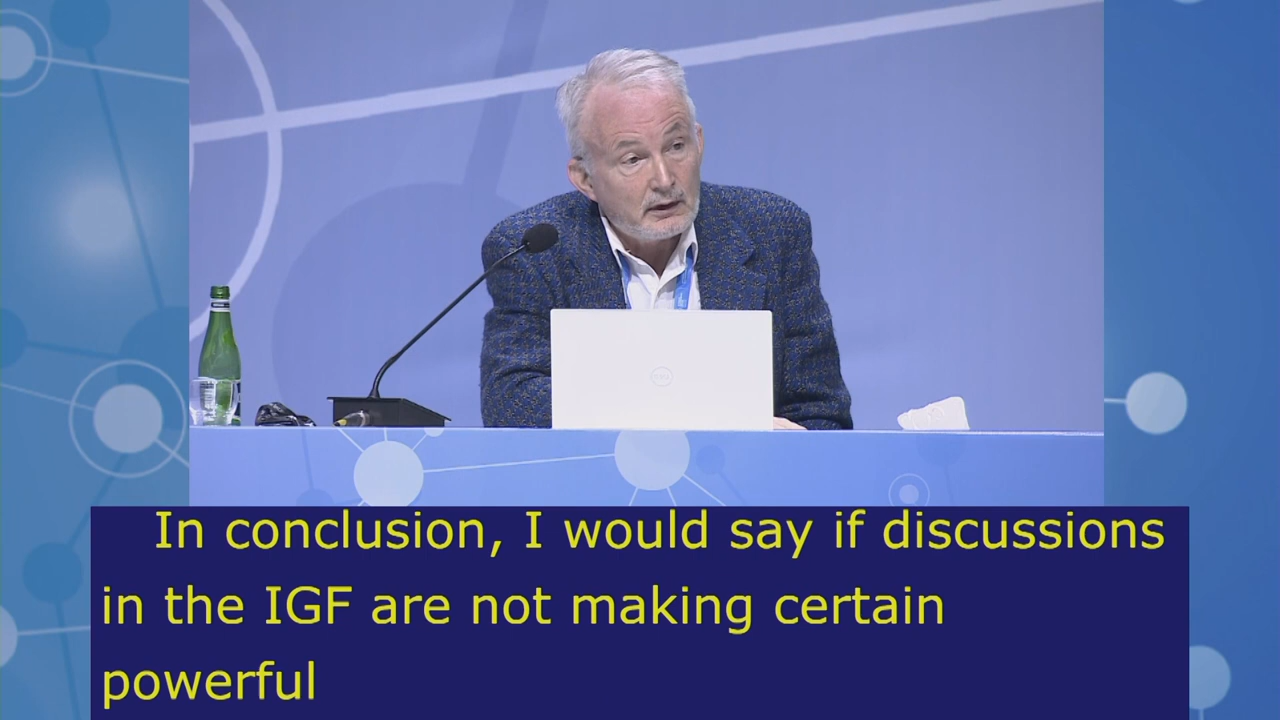 In conclusion, I would say if discussions
in the IGF are not making certain
powerful